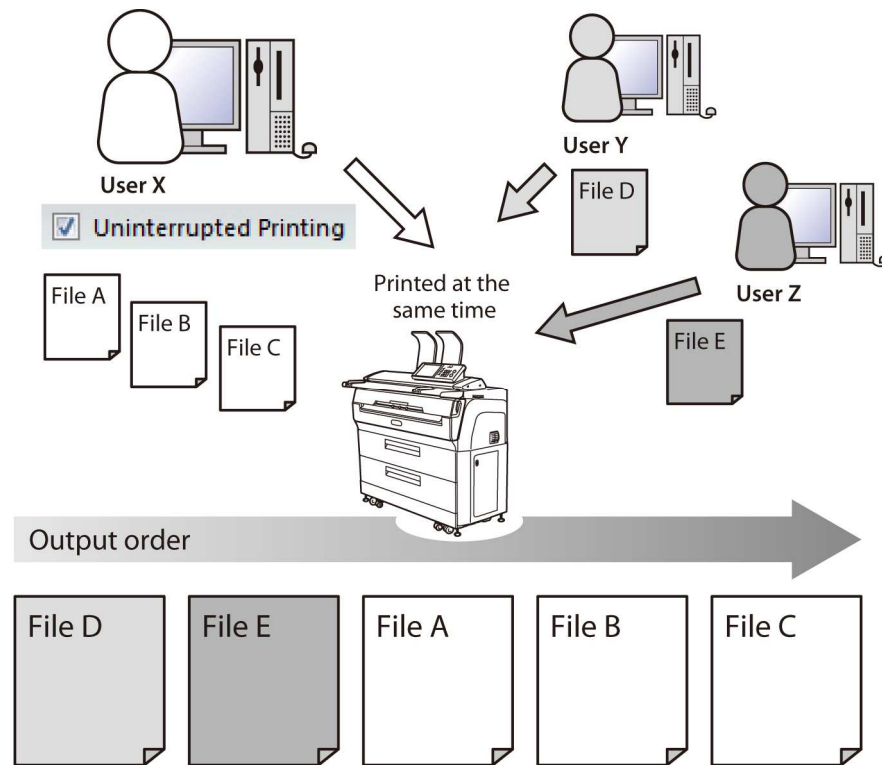 User X
Uninterrupted Printing
File A
File B
File C
User Y
File D
User Z
File E
Printed at the
same time
Output order
File D
File E
File A
File B
File C